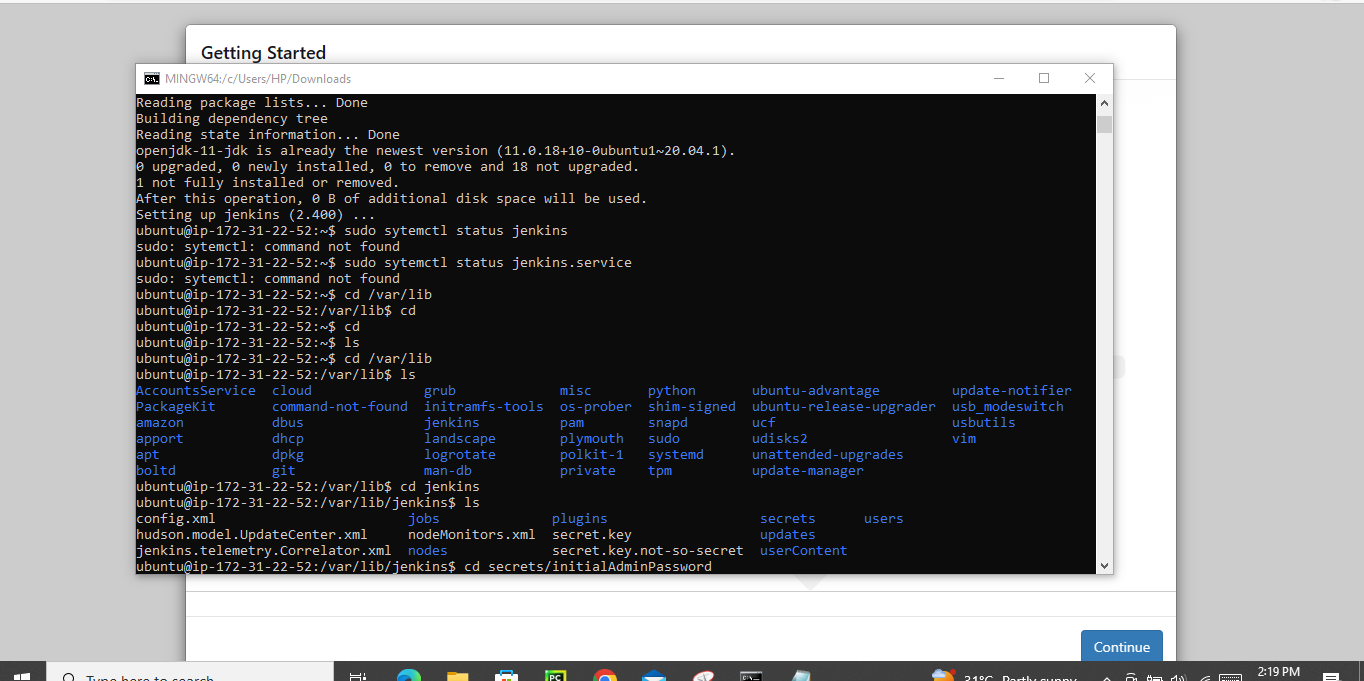 Getting Started
MINGW64:/c/Users/HP/Downloads
Reading package lists... Done
Building dependency tree
Reading state information... Done
openjdk-11-jdk is already the newest version (11.0.18+10-0ubuntu1~20.04.1).
0 upgraded, 0 newly installed, 0 to remove and 18 not upgraded.
1 not fully installed or removed.
After this operation, 0 B of additional disk space will be used.
Setting up jenkins (2.400) ...
ubuntu@ip-172-31-22-52:~$ sudo sytemctl status jenkins
sudo: sytemctl: command not found
ubuntu@ip-172-31-22-52:~$ sudo sytemctl status jenkins.service
sudo: sytemctl: command not found
ubuntu@ip-172-31-22-52:~$ cd /var/lib
ubuntu@ip-172-31-22-52:/var/lib$ cd
ubuntu@ip-172-31-22-52:~$ cd
ubuntu@ip-172-31-22-52:~$ ls
ubuntu@ip-172-31-22-52:~$ cd /var/lib
ubuntu@ip-172-31-22-52:/var/lib$ ls
AccountsService cloud grub misc python ubuntu-advantage update-notifier
PackageKit command-not-found initramfs-tools os-prober shim-signed ubuntu-release-upgrader usb_modeswitch
amazon dbus jenkins pam snapd ucf usbutils
apport dhcp landscape plymouth sudo udisks2 vim
apt dpkg logrotate polkit-1 systemd unattended-upgrades
boltd git man-db private tpm update-manager
ubuntu@ip-172-31-22-52:/var/lib$ cd jenkins
ubuntu@ip-172-31-22-52:/var/lib/jenkins$ ls
config.xml jobs plugins secrets users
hudson.model.UpdateCenter.xml nodeMonitors.xml secret.key updates
jenkins.telemetry.Correlator.xml nodes secret.key.not-so-secret userContent
ubuntu@ip-172-31-22-52:/var/lib/jenkins$ cd secrets/initialAdminPassword
Continue
Type here to search
PC
31°C Partly sunny
2:19 PM